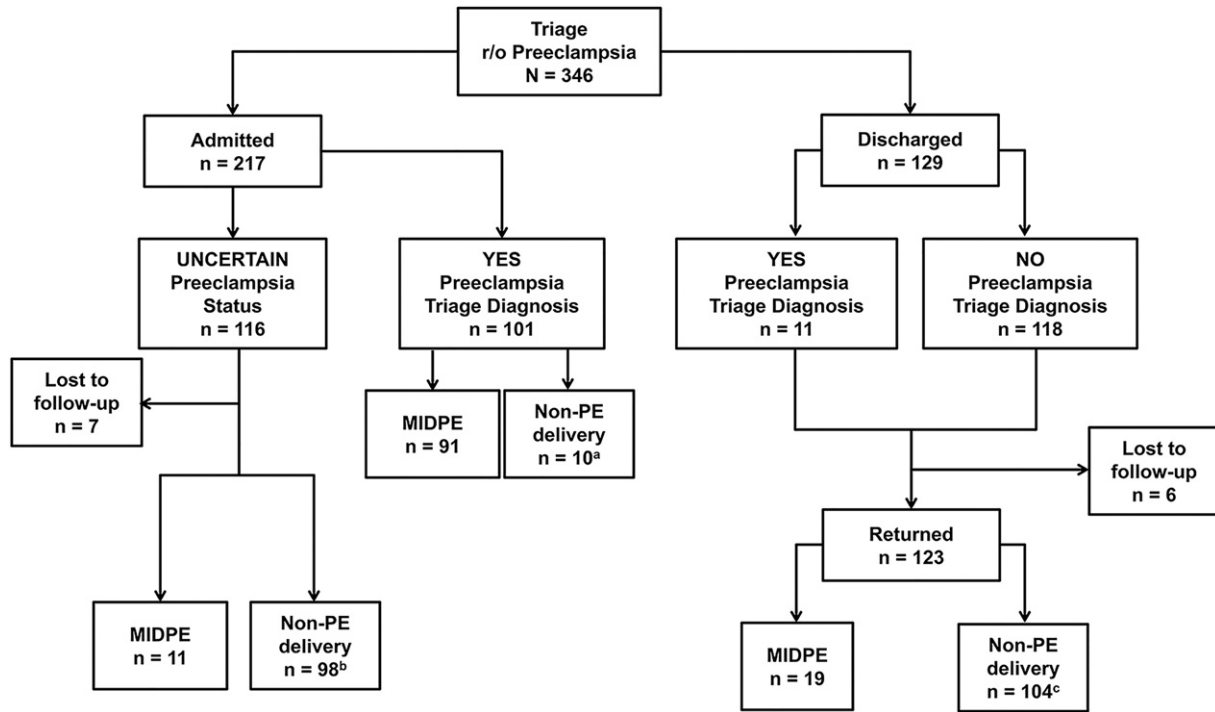 Triage
r/o Preeclampsia
N = 346
Admitted
n = 217
Discharged
n = 129
UNCERTAIN
Preeclampsia
Status
n = 116
YES
Preeclampsia
Triage Diagnosis
n = 101
YES
Preeclampsia
Triage Diagnosis
n = 11
NO
Preeclampsia
Triage Diagnosis
n = 118
Lost to
follow-up
n = 7
MIDPE
n = 91
Non-PE
delivery
n = 10ᵃ
Lost to
follow-up
n = 6
Returned
n = 123
MIDPE
n = 11
Non-PE
delivery
n = 98ᵇ
MIDPE
n = 19
Non-PE
delivery
n = 104ᶜ